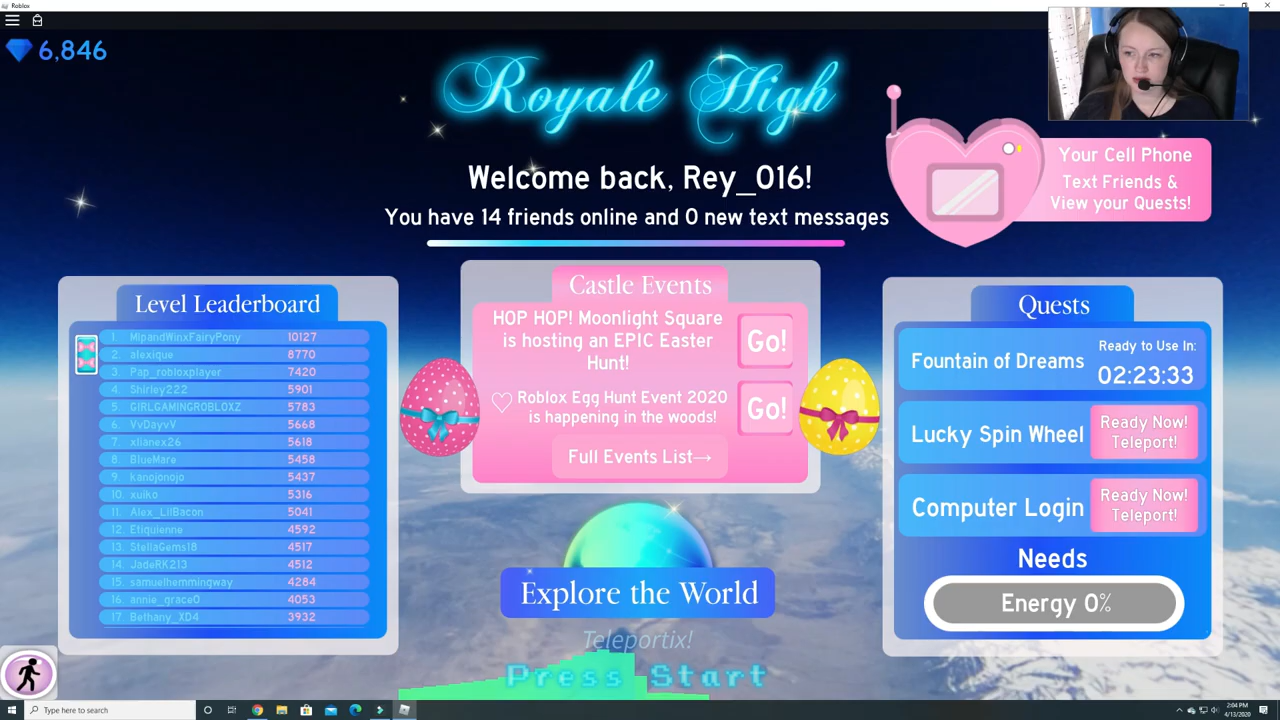 Roblox
6,846
Royale High
Welcome back, Rey_016!
You have 14 friends online and 0 new text messages
Your Cell Phone
Text Friends &
View your Quests!
Level Leaderboard
1. MlpandWinxFairyPony 10127
2. alexique 8770
3. Pap_robloxplayer 7420
4. Shirley222 5901
5. GIRLGAMINGROBLOXZ 5783
6. VvDayvV 5668
7. xlianex26 5618
8. BlueMare 5458
9. kanojonojo 5437
10. xuiko 5316
11. Alex_LilBacon 5041
12. Etiquienne 4592
13. StellaGems18 4517
14. JadeRK213 4512
15. samuelhemmingway 4284
16. annie_grace0 4053
17. Bethany_XD4 3932
Castle Events
HOP HOP! Moonlight Square
is hosting an EPIC Easter
Hunt!
Go!
♡ Roblox Egg Hunt Event 2020
is happening in the woods!
Go!
Full Events List→
Explore the World
Teleportix!
Press Start
Quests
Fountain of Dreams
Ready to Use In:
02:23:33
Lucky Spin Wheel
Ready Now!
Teleport!
Computer Login
Ready Now!
Teleport!
Needs
Energy 0%
Type here to search
2:04 PM
4/13/2020